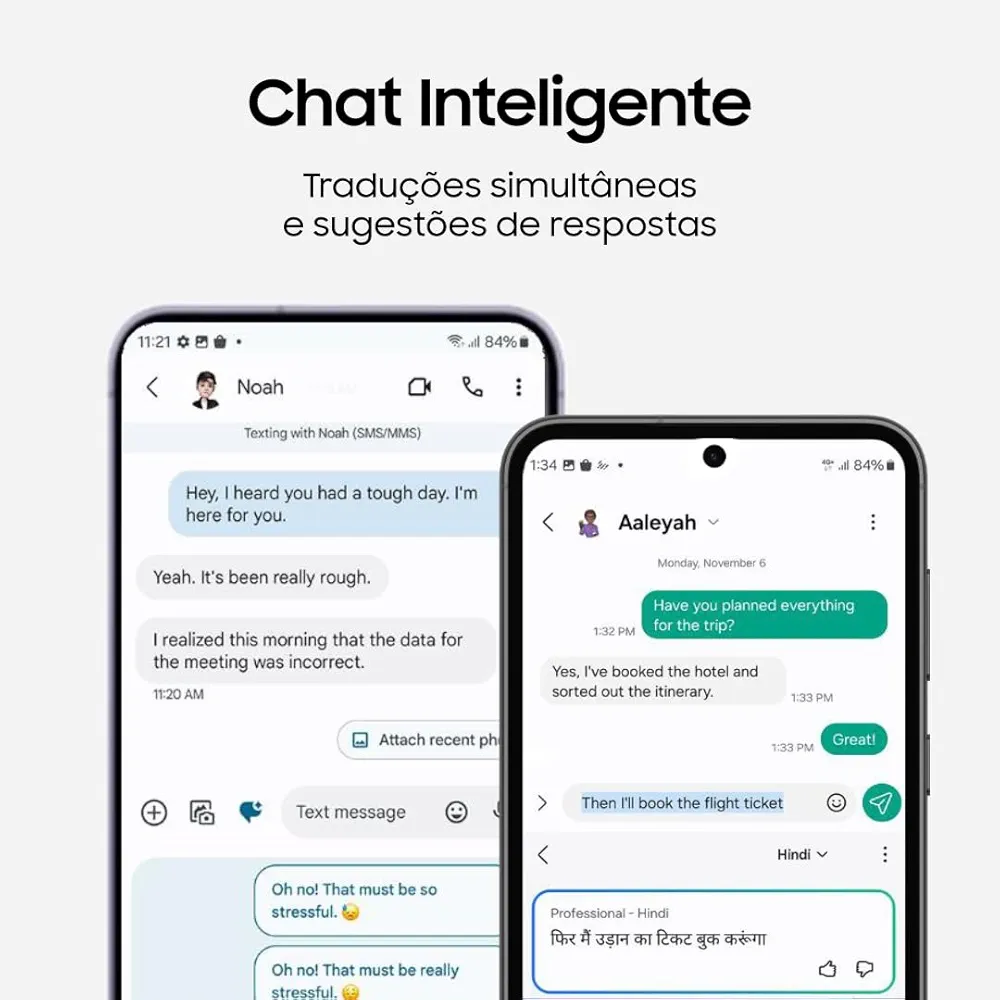 Chat Inteligente
Traduções simultâneas
e sugestões de respostas
11:21
84%
Noah
Texting with Noah (SMS/MMS)
Hey, I heard you had a tough day. I'm
here for you.
Yeah. It's been really rough.
I realized this morning that the data for
the meeting was incorrect.
11:20 AM
Attach recent
Text message
Oh no! That must be so
stressful. 😥
Oh no! That must be really
stressful. 😥
1:34
4G+
84%
Aaleyah
Monday, November 6
Have you planned everything
for the trip?
1:32 PM
Yes, I've booked the hotel and
sorted out the itinerary.
1:33 PM
Great!
1:33 PM
Then I'll book the flight ticket
Hindi
Professional - Hindi
फिर मैं उड़ान का टिकट बुक करूंगा